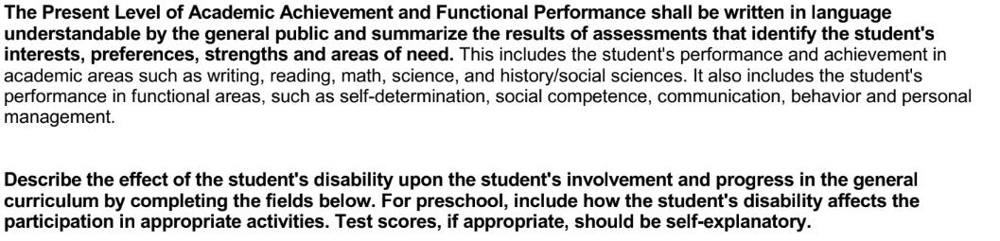 The Present Level of Academic Achievement and Functional Performance shall be written in language
understandable by the general public and summarize the results of assessments that identify the student's
interests, preferences, strengths and areas of need. This includes the student's performance and achievement in
academic areas such as writing, reading, math, science, and history/social sciences. It also includes the student's
performance in functional areas, such as self-determination, social competence, communication, behavior and personal
management.
Describe the effect of the student's disability upon the student's involvement and progress in the general
curriculum by completing the fields below. For preschool, include how the student's disability affects the
participation in appropriate activities. Test scores, if appropriate, should be self-explanatory.